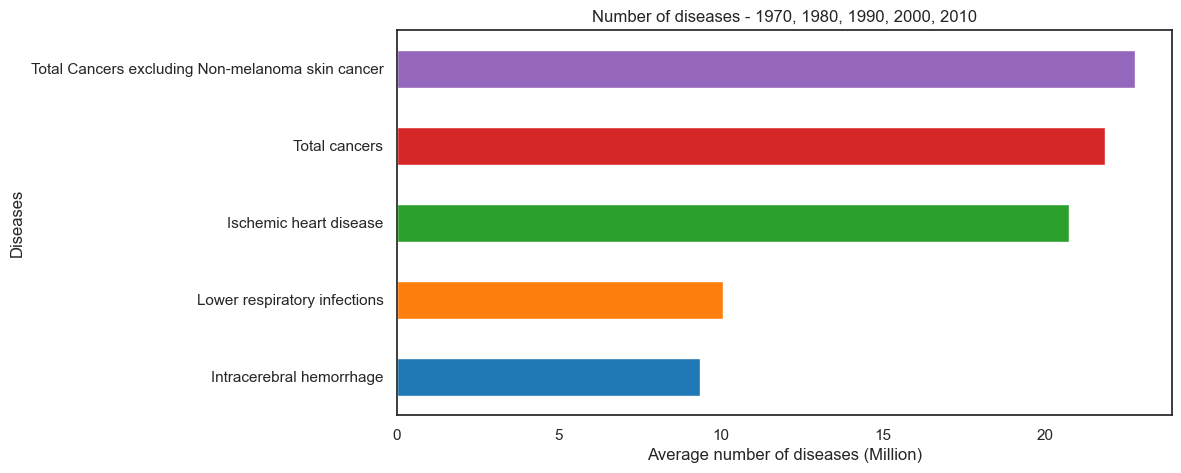 Number of diseases - 1970, 1980, 1990, 2000, 2010
Total Cancers excluding Non-melanoma skin cancer
Total cancers
Ischemic heart disease
Lower respiratory infections
Intracerebral hemorrhage
Diseases
0 5 10 15 20
Average number of diseases (Million)